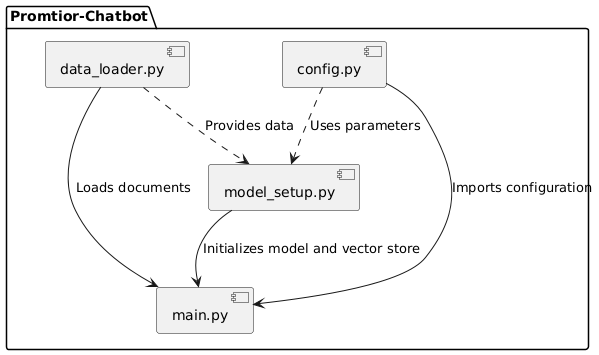 Promtior-Chatbot
data_loader.py
config.py
Provides data
Uses parameters
Loads documents
model_setup.py
Imports configuration
Initializes model and vector store
main.py